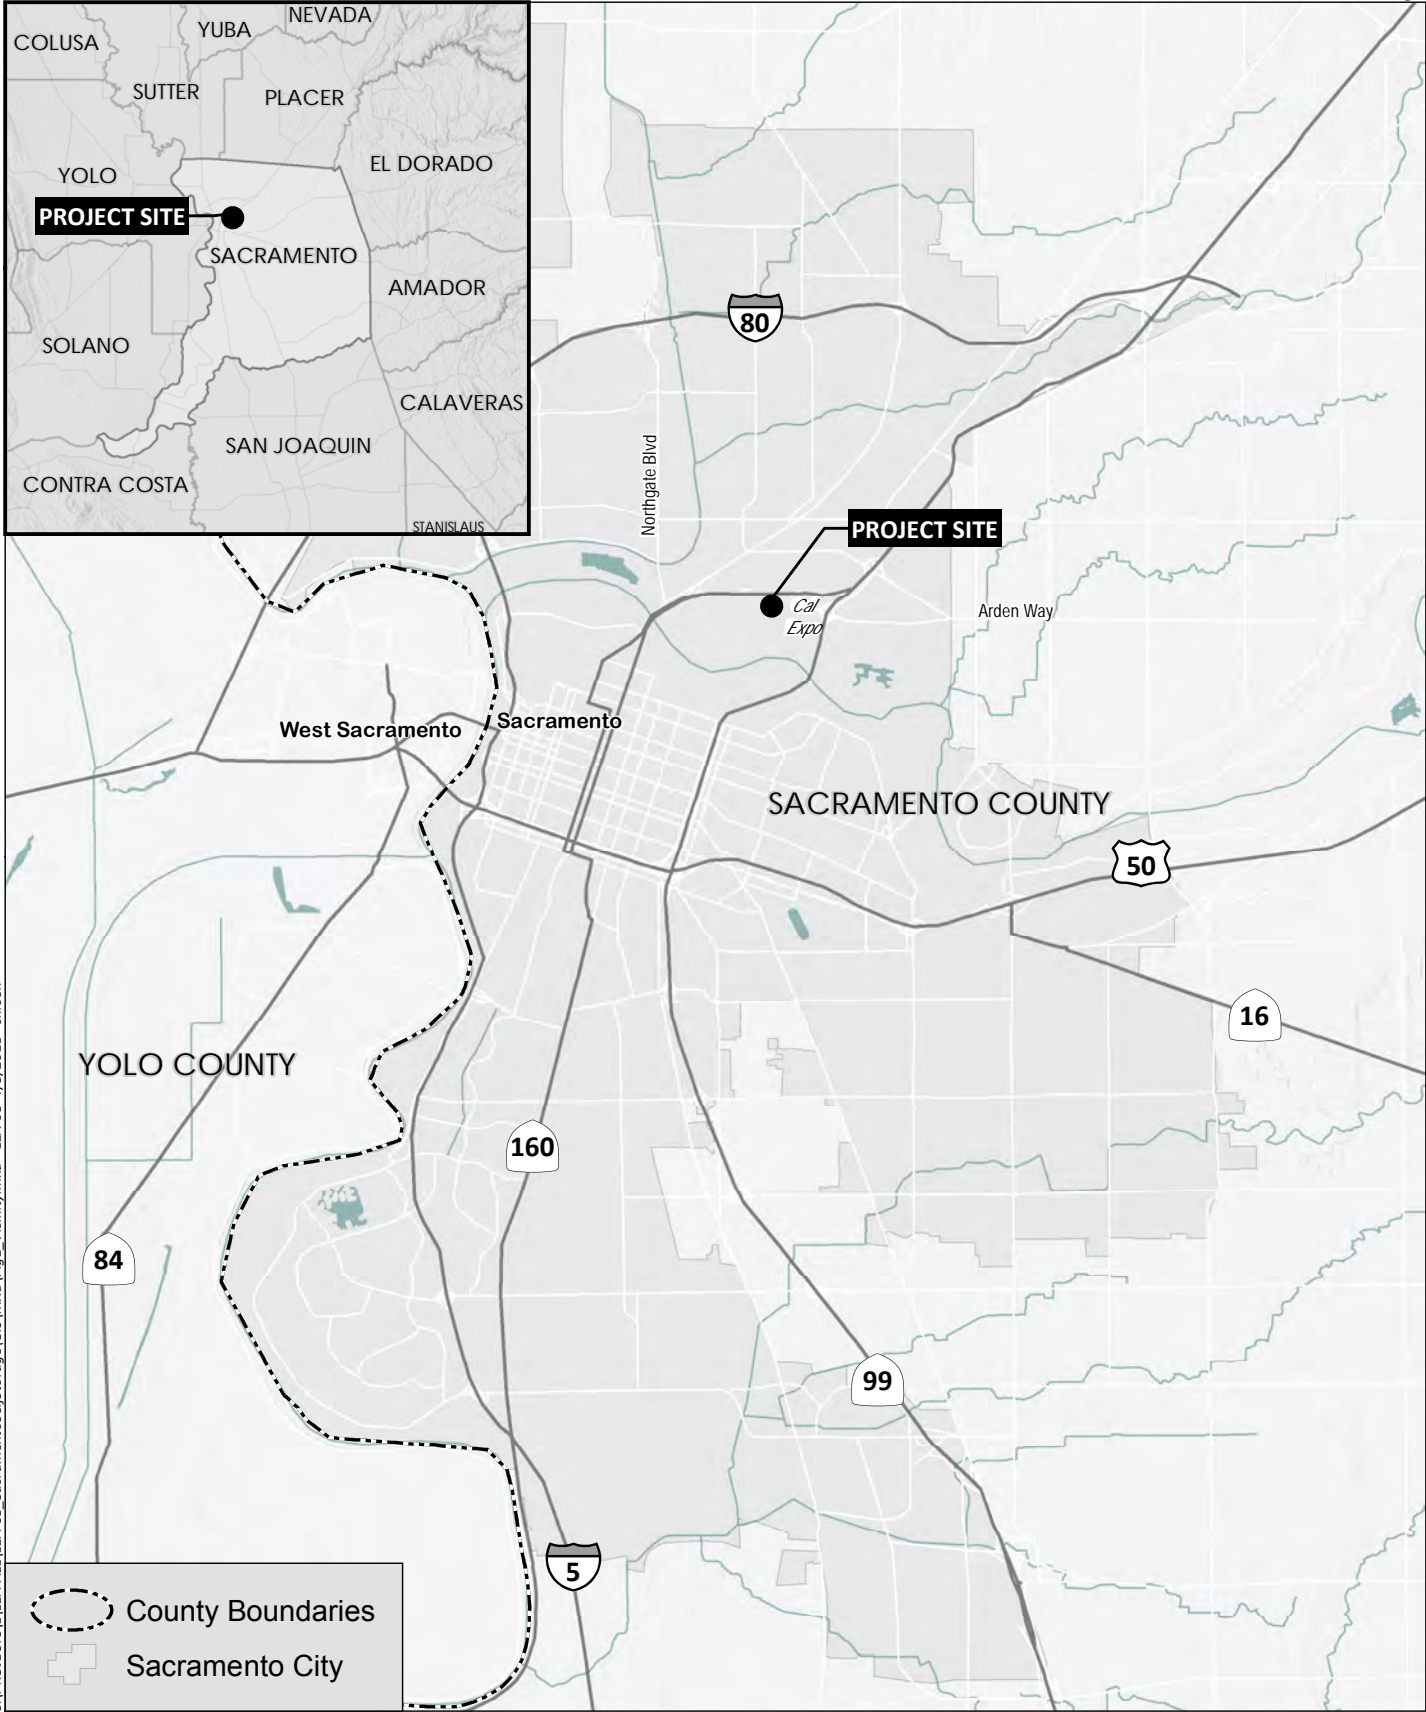 NEVADA
YUBA
COLUSA
SUTTER
PLACER
EL DORADO
YOLO
PROJECT SITE
SACRAMENTO
AMADOR
SOLANO
CALAVERAS
SAN JOAQUIN
CONTRA COSTA
STANISLAUS
80
Northgate Blvd
PROJECT SITE
Cal
Expo
Arden Way
West Sacramento
Sacramento
SACRAMENTO COUNTY
50
16
YOLO COUNTY
160
84
99
5
County Boundaries
Sacramento City